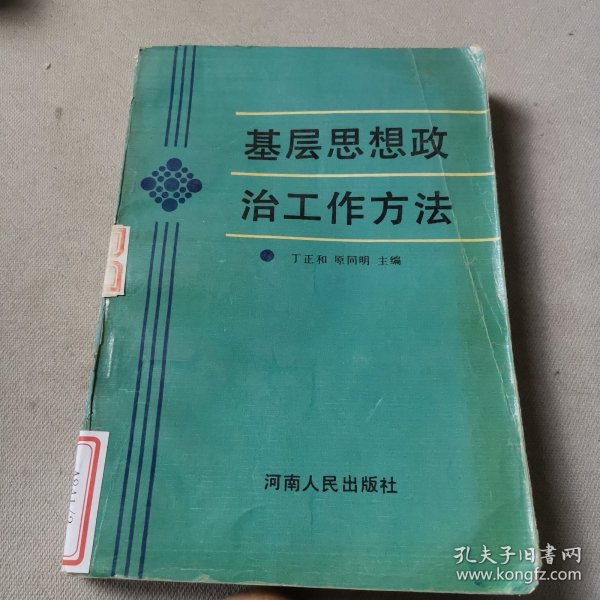 基层思想政
治工作方法
丁正和 原同明 主编
河南人民出版社
孔夫子旧书网
www.kongfz.com